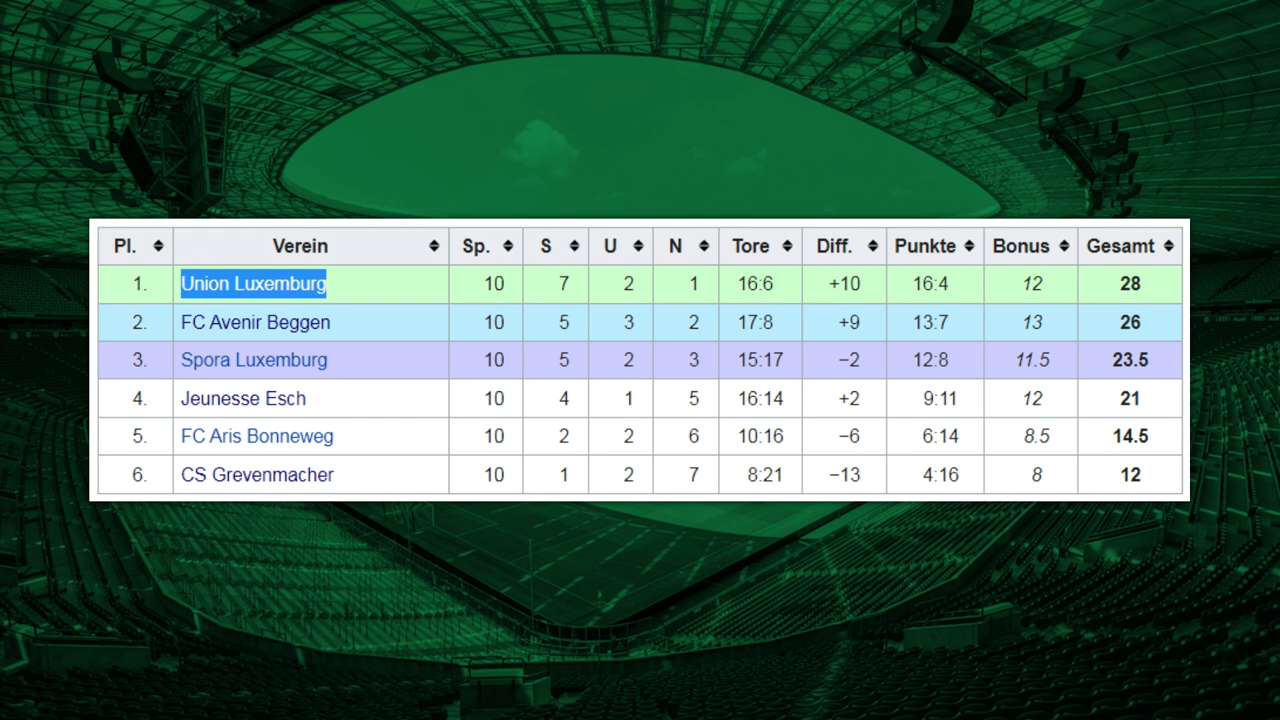 Pl. Verein Sp. S U N Tore Diff. Punkte Bonus Gesamt
1. Union Luxemburg 10 7 2 1 16:6 +10 16:4 12 28
2. FC Avenir Beggen 10 5 3 2 17:8 +9 13:7 13 26
3. Spora Luxemburg 10 5 2 3 15:17 −2 12:8 11.5 23.5
4. Jeunesse Esch 10 4 1 5 16:14 +2 9:11 12 21
5. FC Aris Bonneweg 10 2 2 6 10:16 −6 6:14 8.5 14.5
6. CS Grevenmacher 10 1 2 7 8:21 −13 4:16 8 12